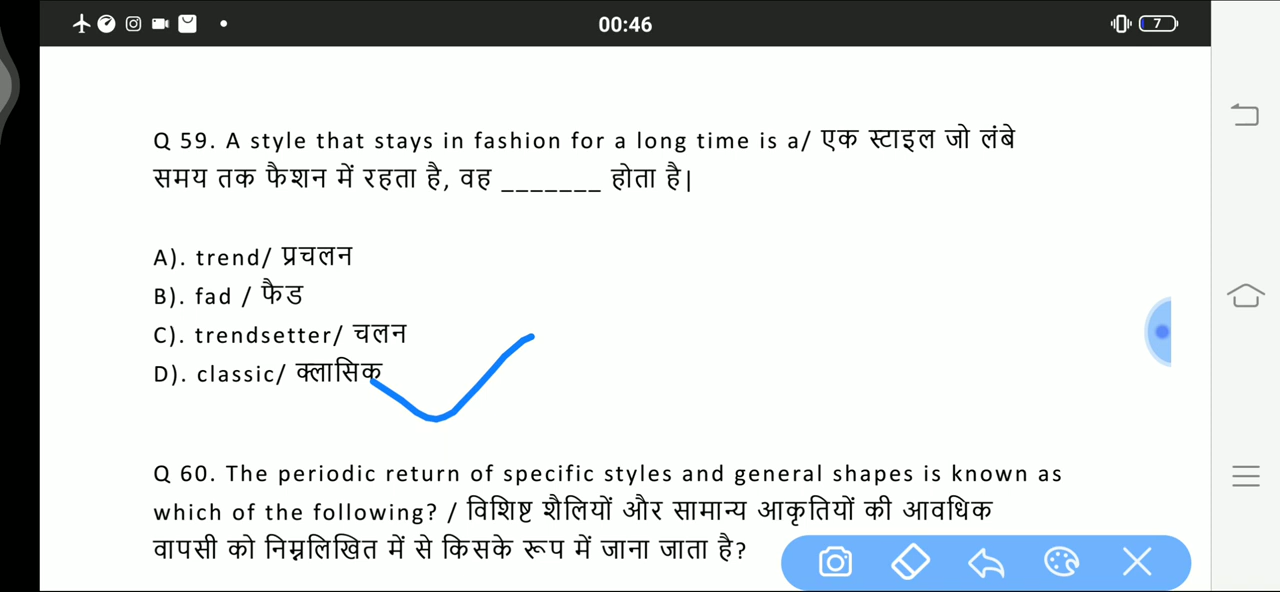 00:46
7
Q 59. A style that stays in fashion for a long time is a/ एक स्टाइल जो लंबे
समय तक फैशन में रहता है, वह _______ होता है|
A). trend/ प्रचलन
B). fad / फैड
C). trendsetter/ चलन
D). classic/ क्लासिक
Q 60. The periodic return of specific styles and general shapes is known as
which of the following? / विशिष्ट शैलियों और सामान्य आकृतियों की आवधिक
वापसी को निम्नलिखित में से किसके रूप में जाना जाता है?